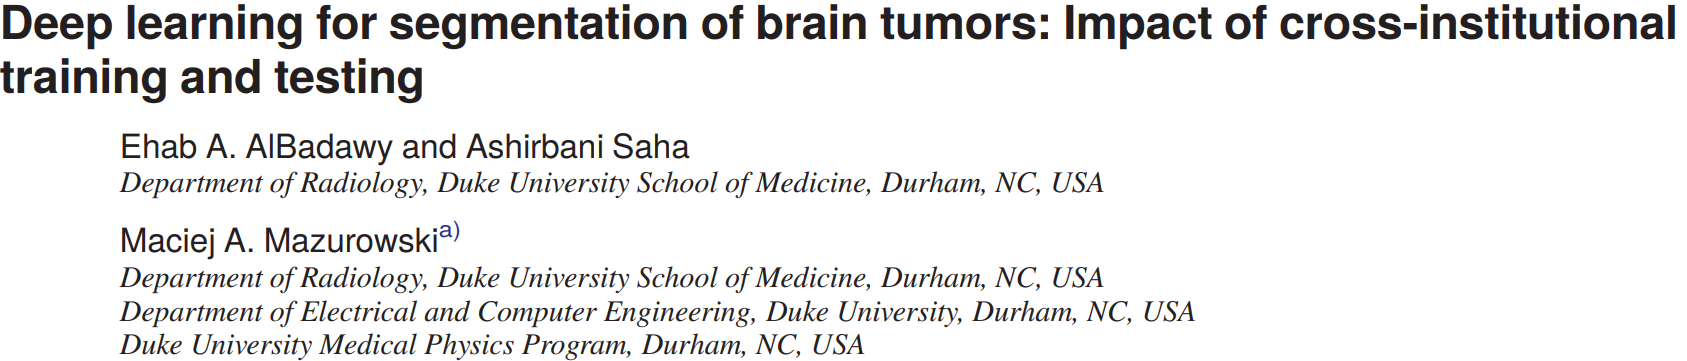 Deep learning for segmentation of brain tumors: Impact of cross-institutional
training and testing
Ehab A. AlBadawy and Ashirbani Saha
Department of Radiology, Duke University School of Medicine, Durham, NC, USA
Maciej A. Mazurowskia)
Department of Radiology, Duke University School of Medicine, Durham, NC, USA
Department of Electrical and Computer Engineering, Duke University, Durham, NC, USA
Duke University Medical Physics Program, Durham, NC, USA